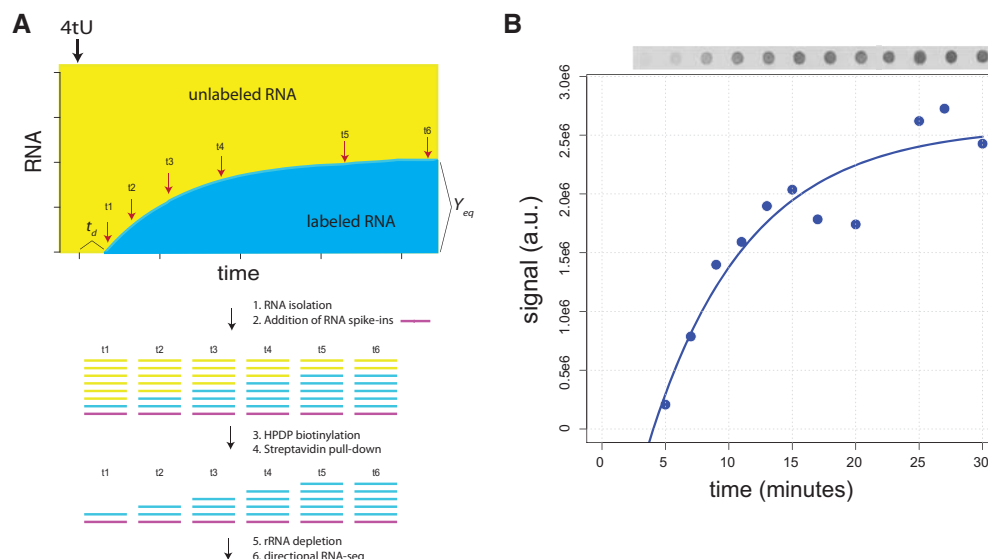 A
4tU
unlabeled RNA
RNA
t1
t2
t3
t4
t5
t6
td
labeled RNA
Yeq
time
1. RNA isolation
2. Addition of RNA spike-ins
t1 t2 t3 t4 t5 t6
3. HPDP biotinylation
4. Streptavidin pull-down
t1 t2 t3 t4 t5 t6
5. rRNA depletion
6. directional RNA-seq
B
3.0e6
2.5e6
2.0e6
1.5e6
1.0e6
0.5e6
0
signal (a.u.)
0 5 10 15 20 25 30
time (minutes)